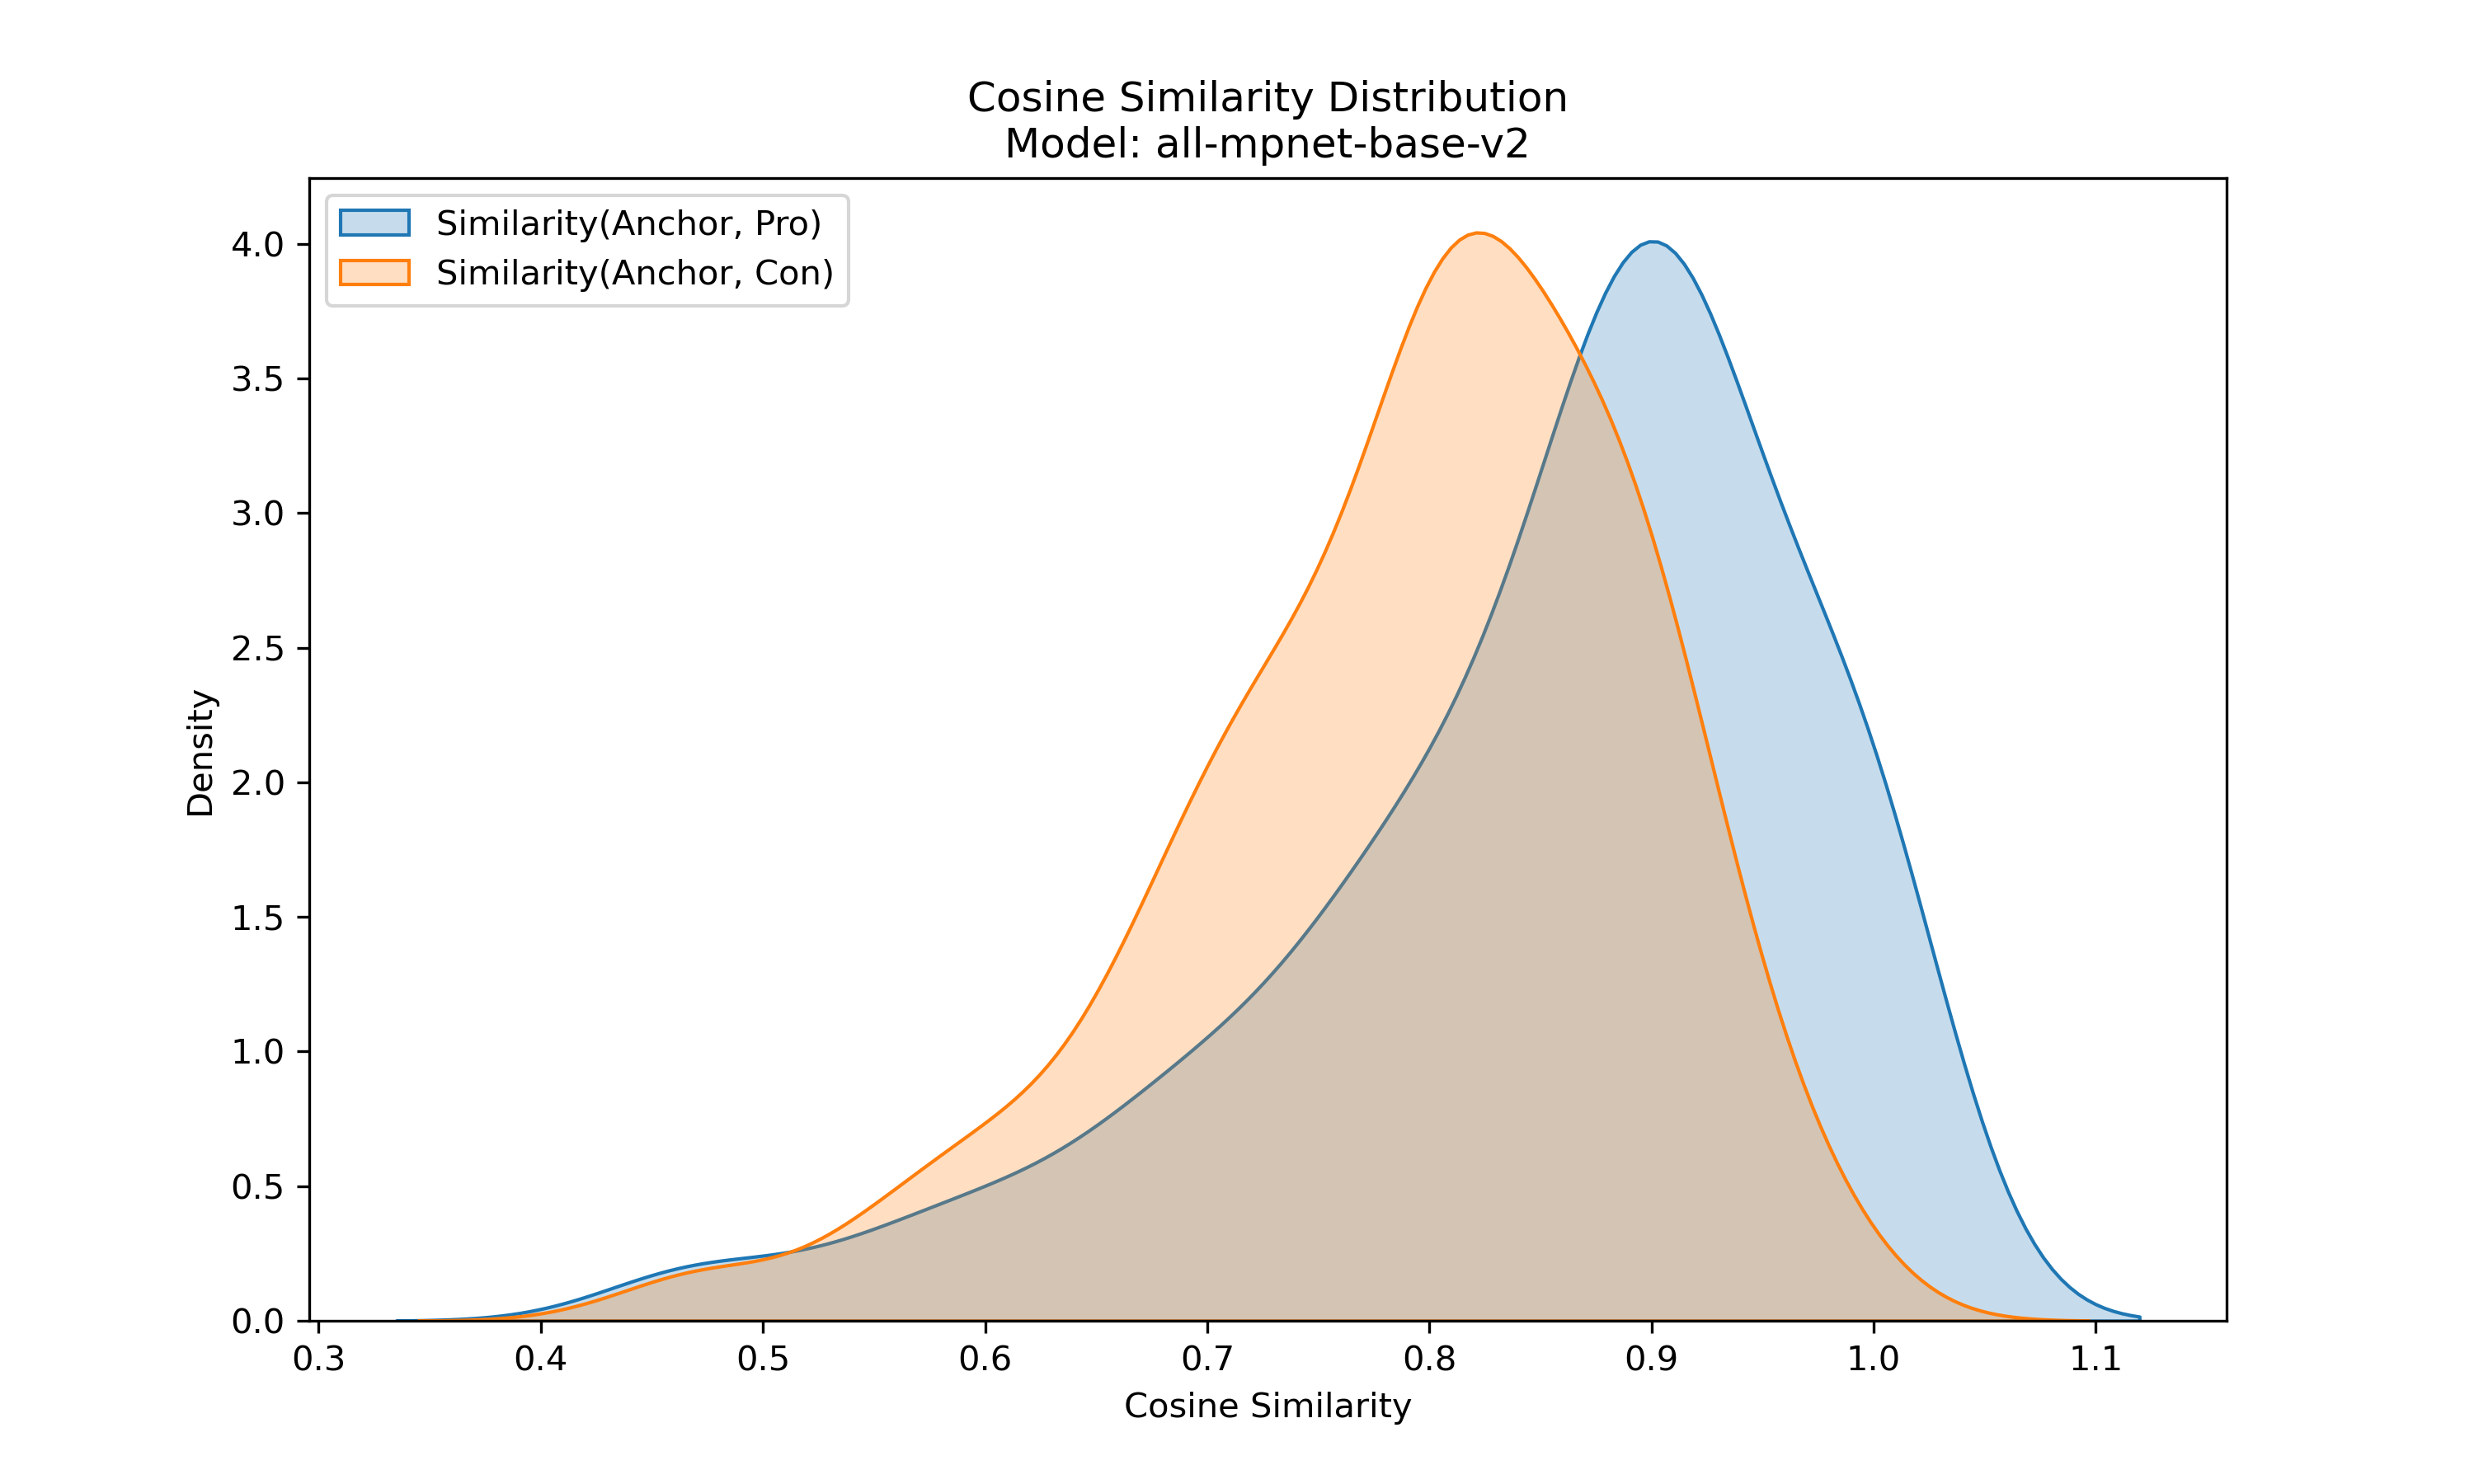 Cosine Similarity Distribution
Model: all-mpnet-base-v2
Similarity(Anchor, Pro)
Similarity(Anchor, Con)
Density
4.0
3.5
3.0
2.5
2.0
1.5
1.0
0.5
0.0
0.3 0.4 0.5 0.6 0.7 0.8 0.9 1.0 1.1
Cosine Similarity